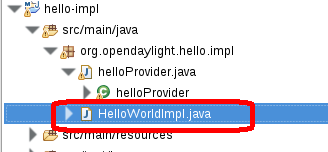 hello-impl
src/main/java
org.opendaylight.hello.impl
helloProvider.java
helloProvider
HelloWorldImpl.java
src/main/resources